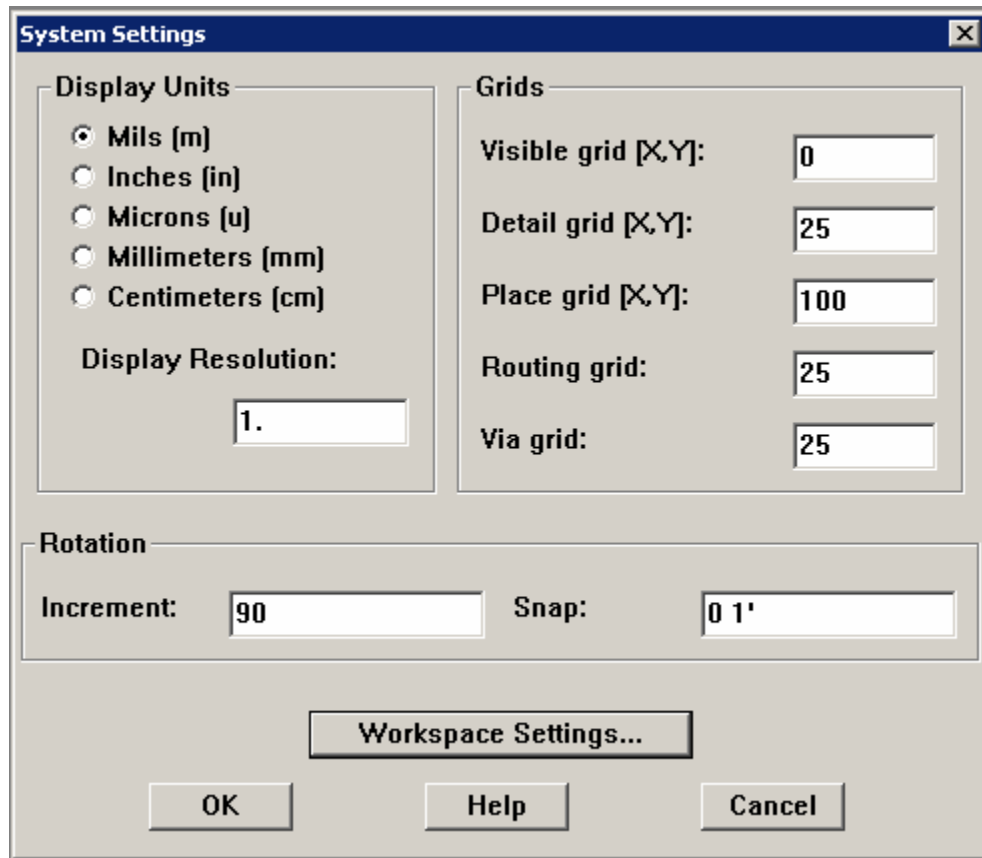 System Settings
Display Units
Mils (m)
Inches (in)
Microns (u)
Millimeters (mm)
Centimeters (cm)
Display Resolution:
1.
Grids
Visible grid [X,Y]:
0
Detail grid [X,Y]:
25
Place grid [X,Y]:
100
Routing grid:
25
Via grid:
25
Rotation
Increment:
90
Snap:
0 1'
Workspace Settings...
OK
Help
Cancel